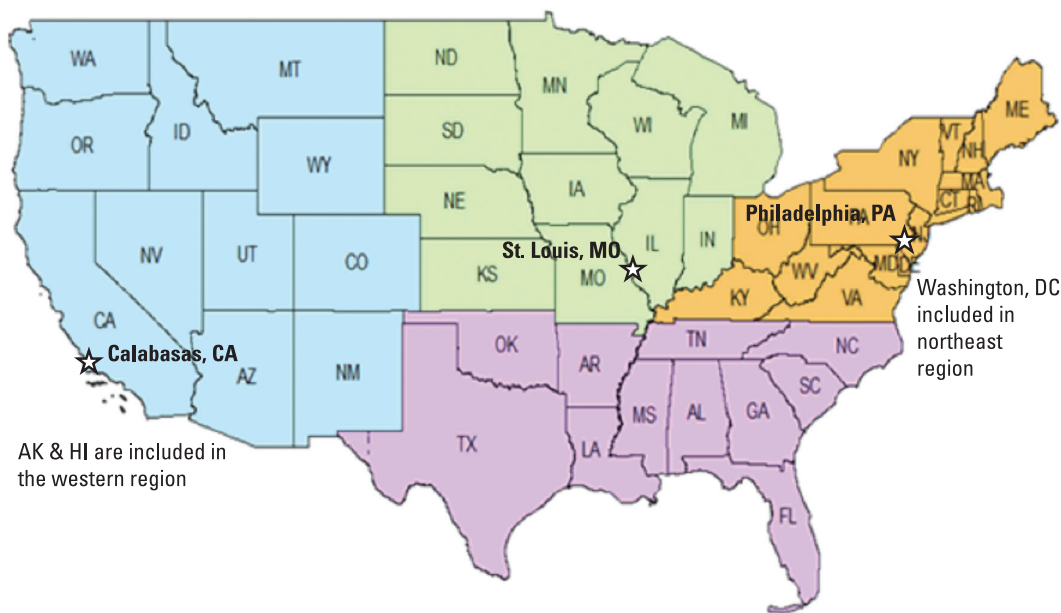 WA
MT
ND
MN
ME
OR
ID
SD
WI
MI
VT
NH
NY
WY
MA
IA
CT
RI
NE
Philadelphia, PA
PA
OH
NJ
NV
UT
CO
St. Louis, MO
IL
IN
KS
MO
WV
MD
DE
KY
VA
Washington, DC
included in
northeast
region
CA
Calabasas, CA
AZ
NM
OK
AR
TN
NC
SC
MS
AL
GA
TX
LA
AK & HI are included in
the western region
FL